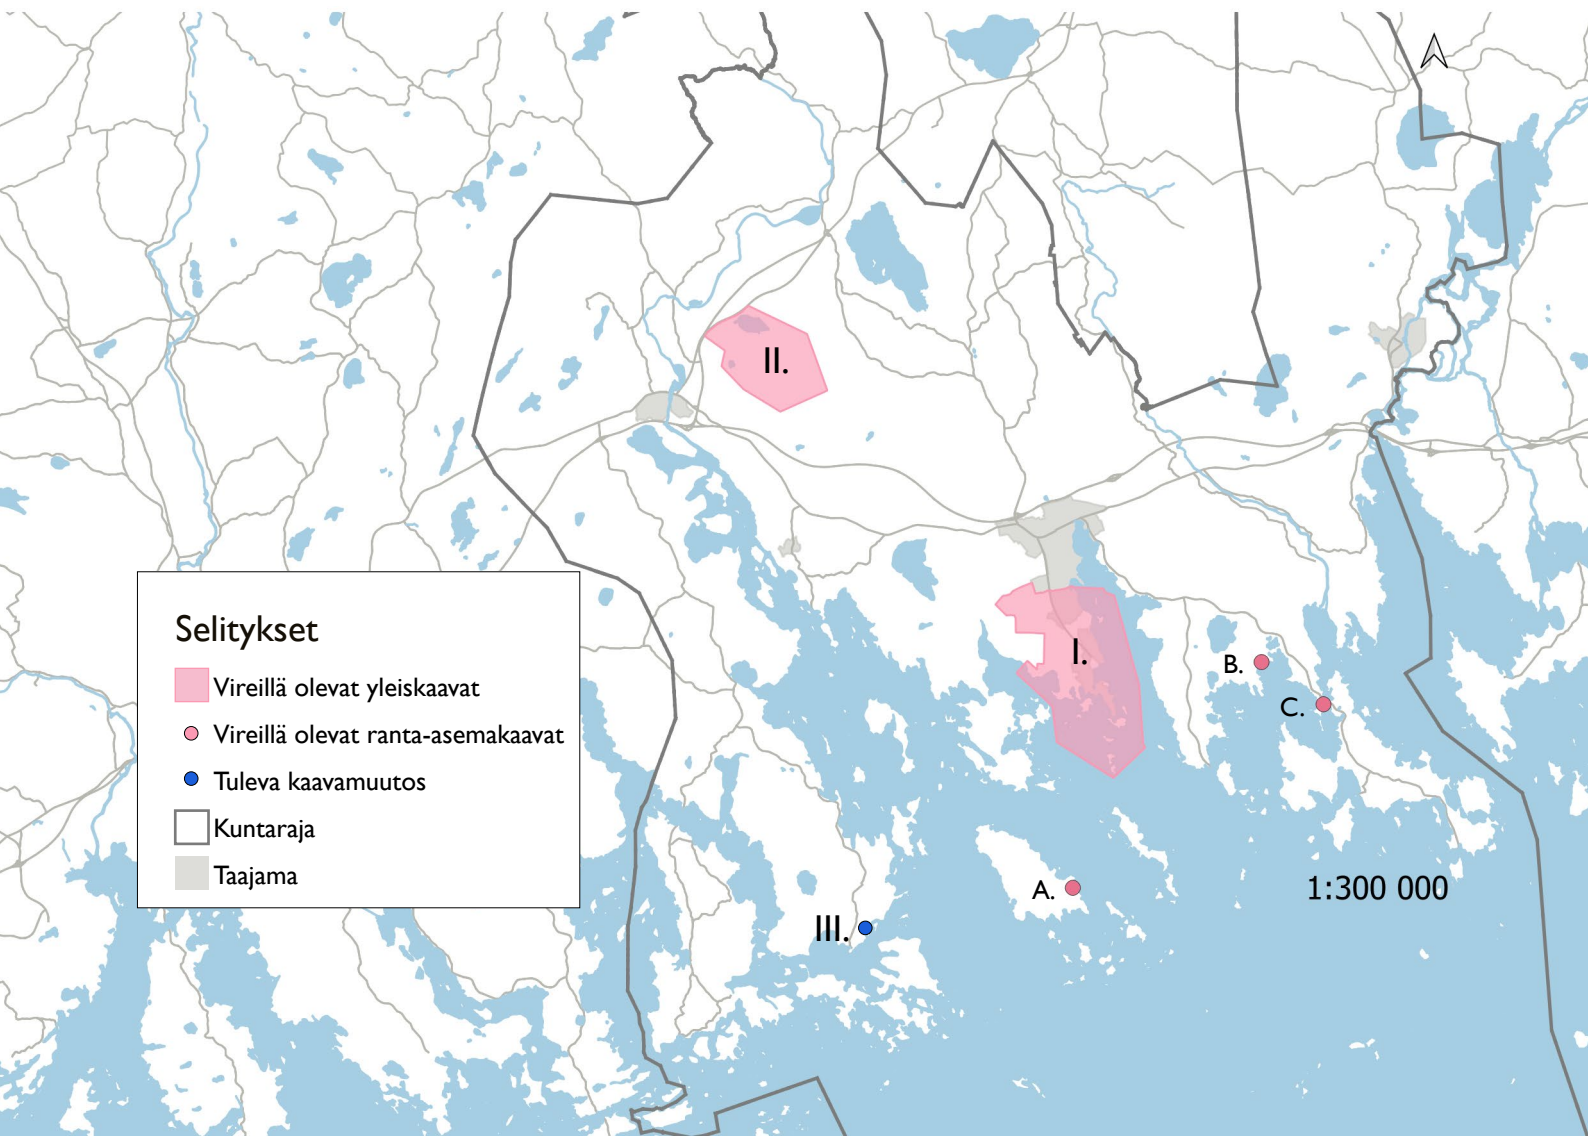 II.
I.
B.
C.
A.
III.
1:300 000
Selitykset
Vireillä olevat yleiskaavat
Vireillä olevat ranta-asemakaavat
Tuleva kaavamuutos
Kuntaraja
Taajama